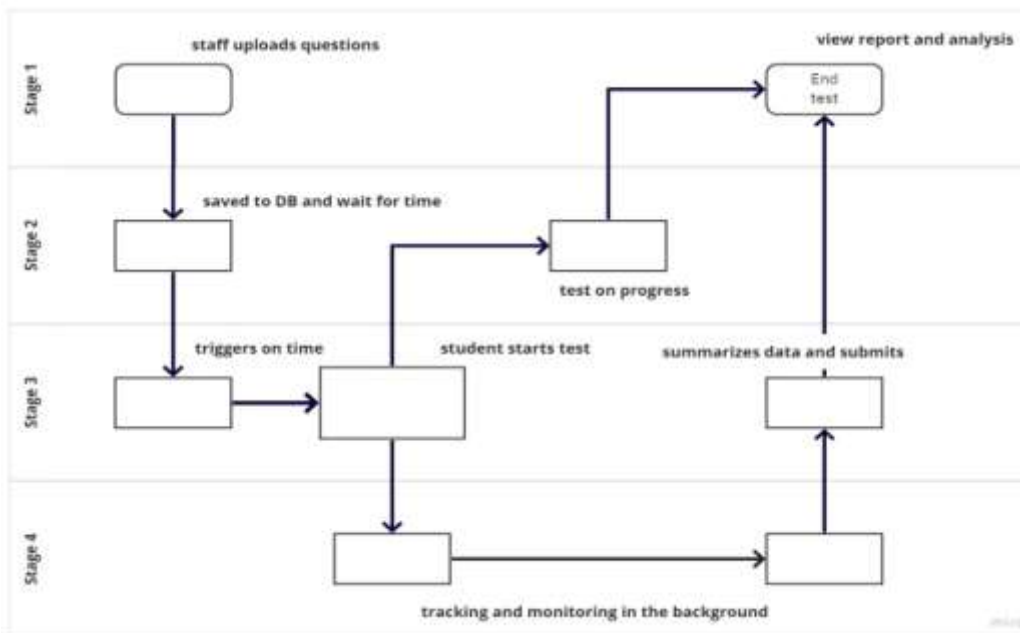 staff uploads questions
view report and analysis
Stage 1
End
test
saved to DB and wait for time
Stage 2
test on progress
triggers on time
student starts test
summarizes data and submits
Stage 3
Stage 4
tracking and monitoring in the background